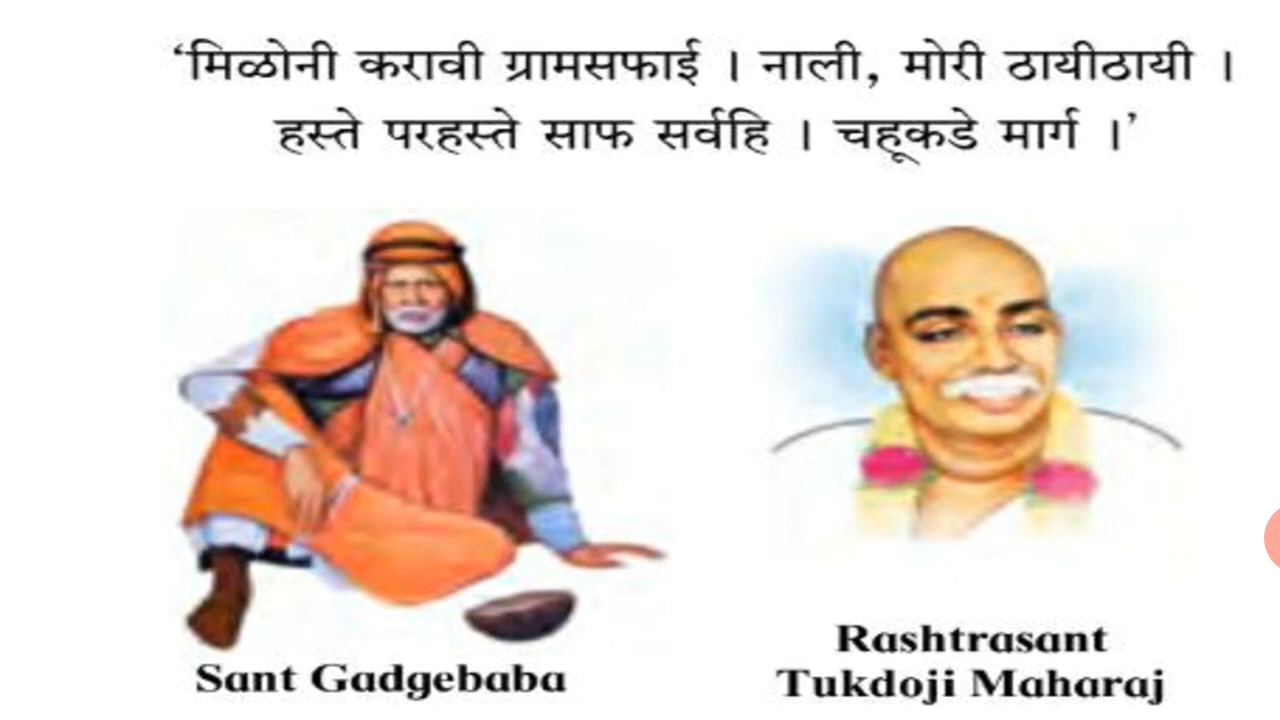 ‘मिळोनी करावी ग्रामसफाई । नाली, मोरी ठायीठायी ।
हस्ते परहस्ते साफ सर्वहि । चहूकडे मार्ग ।’
Sant Gadgebaba
Rashtrasant
Tukdoji Maharaj